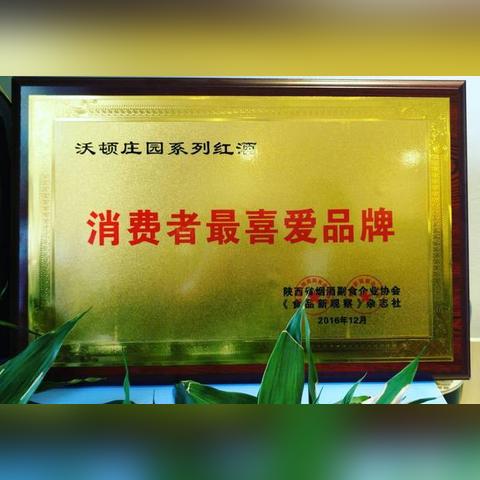 沃顿庄园系列红酒
消费者最喜爱品牌
陕西省烟酒副食企业协会
《食品新观察》杂志社
2016年12月